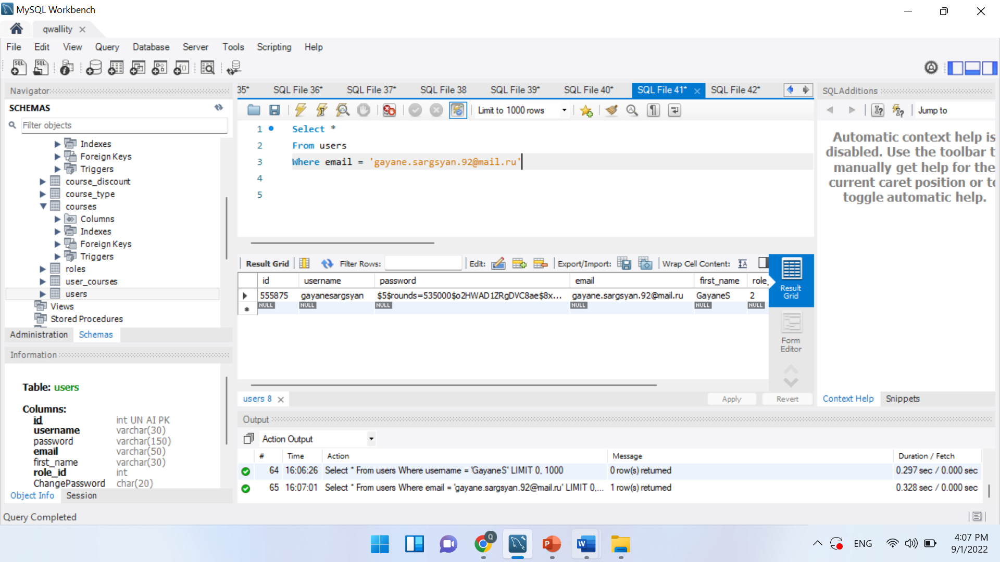 MySQL Workbench
qwallity
File Edit View Query Database Server Tools Scripting Help
Navigator
SCHEMAS
Filter objects
Indexes
Foreign Keys
Triggers
course_discount
course_type
courses
Columns
Indexes
Foreign Keys
Triggers
roles
user_courses
users
Views
Stored Procedures
Administration Schemas
Information
Table: users
Columns:
id int UN AI PK
username varchar(30)
password varchar(150)
email varchar(50)
first_name varchar(30)
role_id int
ChangePassword char(20)
Object Info Session
35* SQL File 36* SQL File 37* SQL File 38 SQL File 39* SQL File 40* SQL File 41* SQL File 42*
Limit to 1000 rows
1 Select *
2 From users
3 Where email = 'gayane.sargsyan.92@mail.ru'
4
5
Result Grid Filter Rows: Edit: Export/Import: Wrap Cell Content:
id username password email first_name role_
555875 gayanesargsyan $5$rounds=535000$o2HWAD1ZRgDVC8ae$8x... gayane.sargsyan.92@mail.ru GayaneS 2
NULL NULL NULL NULL NULL NULL
Result
Grid
Form
Editor
users 8 Apply Revert
SQLAdditions
Jump to
Automatic context help is
disabled. Use the toolbar t
manually get help for the
current caret position or to
toggle automatic help.
Context Help Snippets
Output
Action Output
# Time Action Message Duration / Fetch
64 16:06:26 Select * From users Where username = 'GayaneS' LIMIT 0, 1000 0 row(s) returned 0.297 sec / 0.000 sec
65 16:07:01 Select * From users Where email = 'gayane.sargsyan.92@mail.ru' LIMIT 0,... 1 row(s) returned 0.328 sec / 0.000 sec
Query Completed
ENG
4:07 PM
9/1/2022